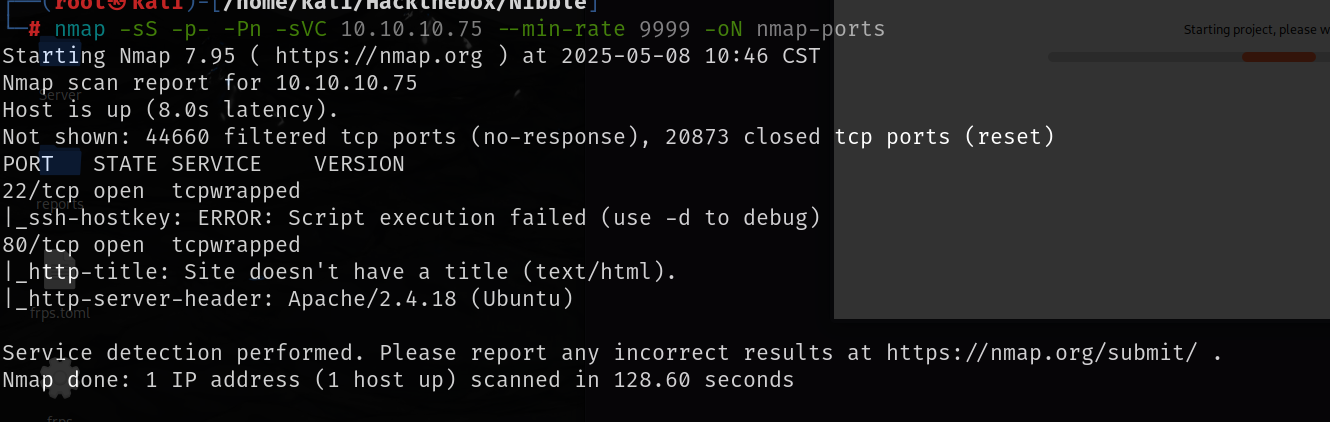 ┌──(root㉿kali)-[/home/kali/Hackthebox/Nibble]
└─# nmap -sS -p- -Pn -sVC 10.10.10.75 --min-rate 9999 -oN nmap-ports
Starting project, please w
Starting Nmap 7.95 ( https://nmap.org ) at 2025-05-08 10:46 CST
Nmap scan report for 10.10.10.75
Server
Host is up (8.0s latency).
Not shown: 44660 filtered tcp ports (no-response), 20873 closed tcp ports (reset)
PORT   STATE SERVICE    VERSION
22/tcp open  tcpwrapped
reports
|_ssh-hostkey: ERROR: Script execution failed (use -d to debug)
80/tcp open  tcpwrapped
|_http-title: Site doesn't have a title (text/html).
|_http-server-header: Apache/2.4.18 (Ubuntu)
frps.toml
Service detection performed. Please report any incorrect results at https://nmap.org/submit/ .
Nmap done: 1 IP address (1 host up) scanned in 128.60 seconds
frps